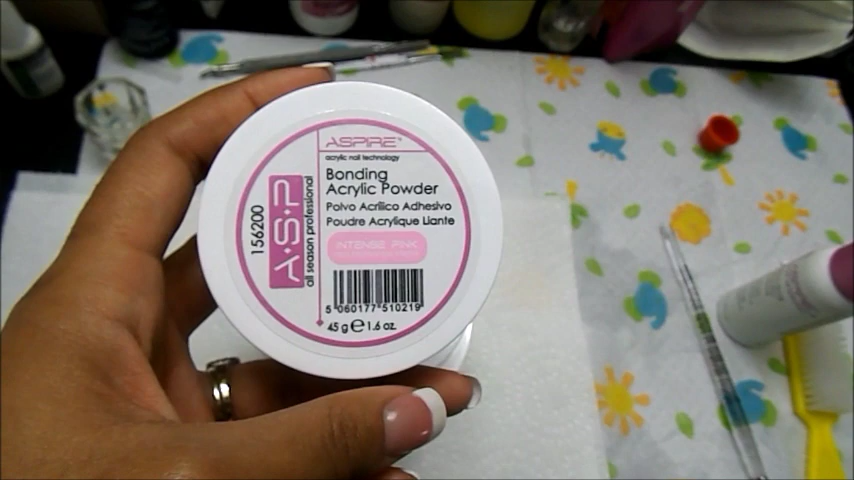 ASPIRE™
acrylic nail technology
Bonding
Acrylic Powder
Polvo Acrílico Adhesivo
Poudre Acrylique Liante
INTENSE PINK
5 060177 510219
45 g e 1.6 oz.
156200
A·S·P
all season professional